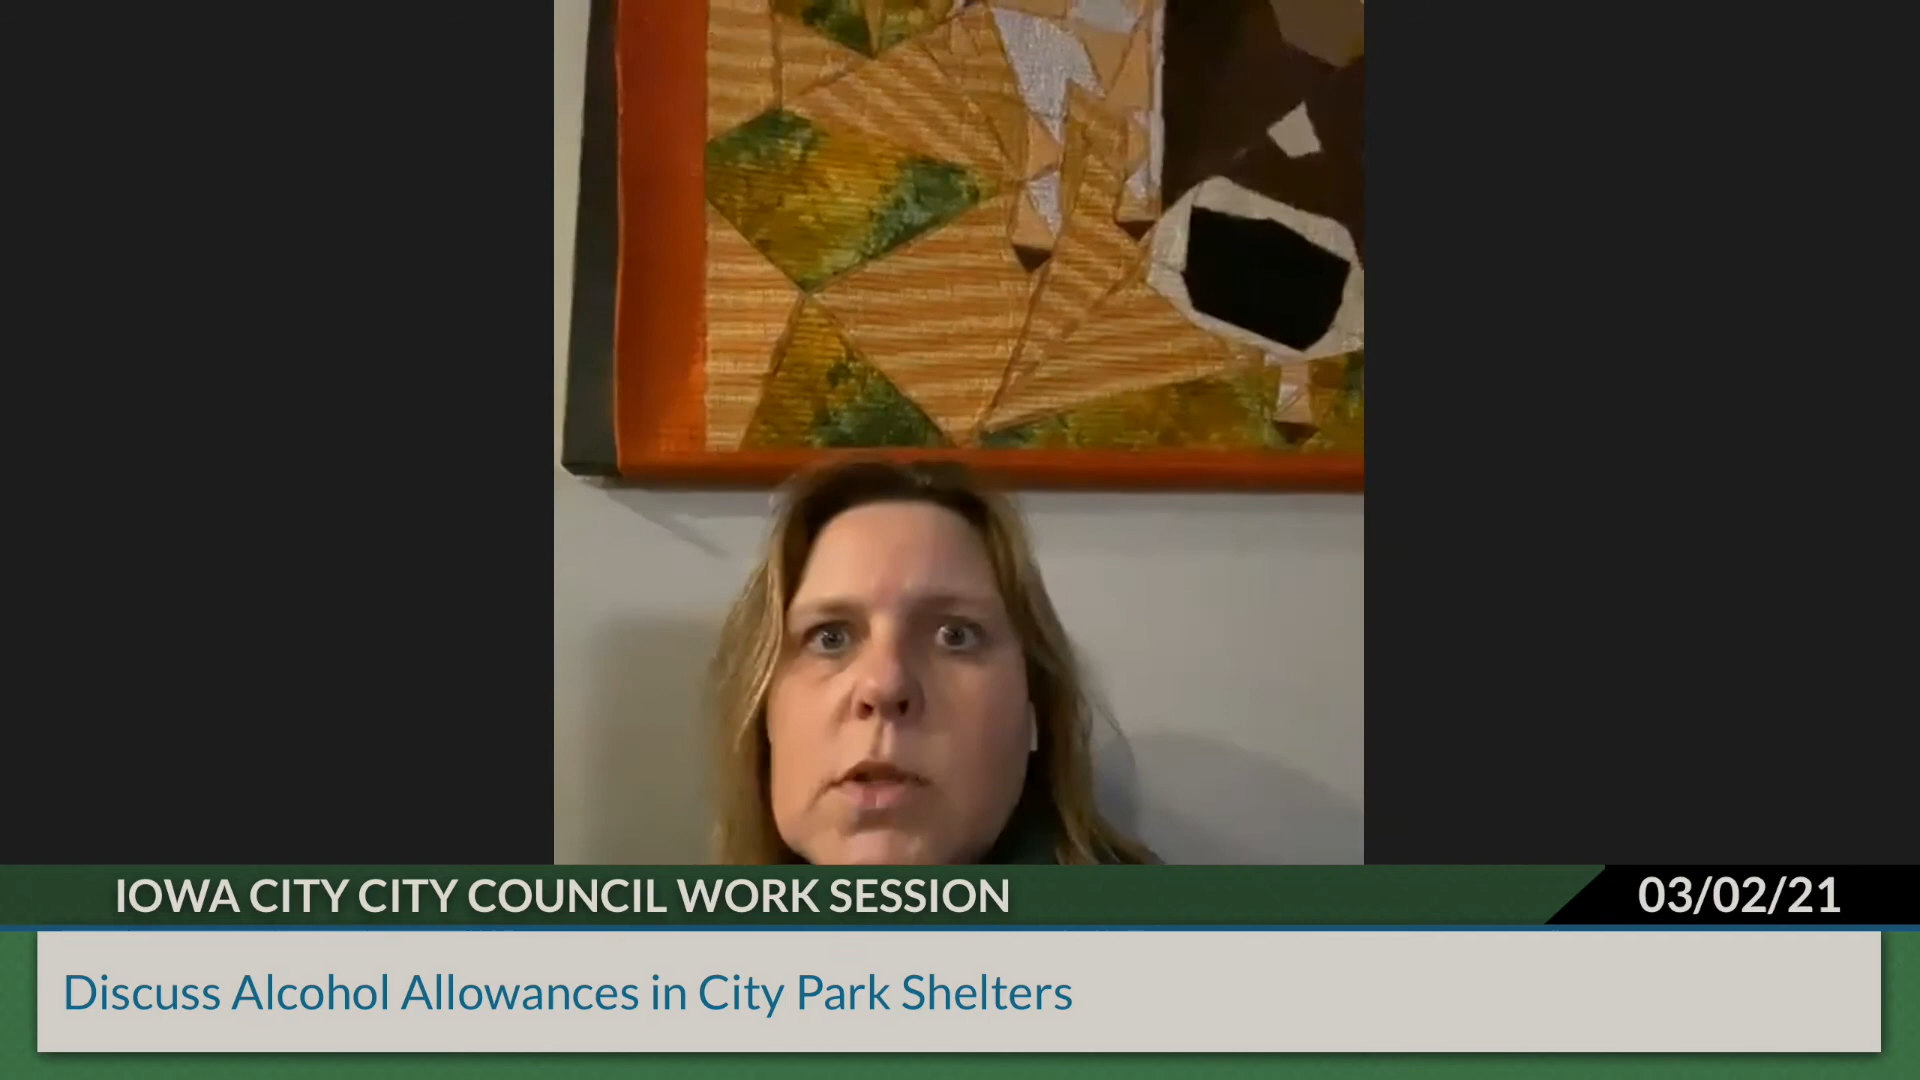 IOWA CITY CITY COUNCIL WORK SESSION
03/02/21
Discuss Alcohol Allowances in City Park Shelters